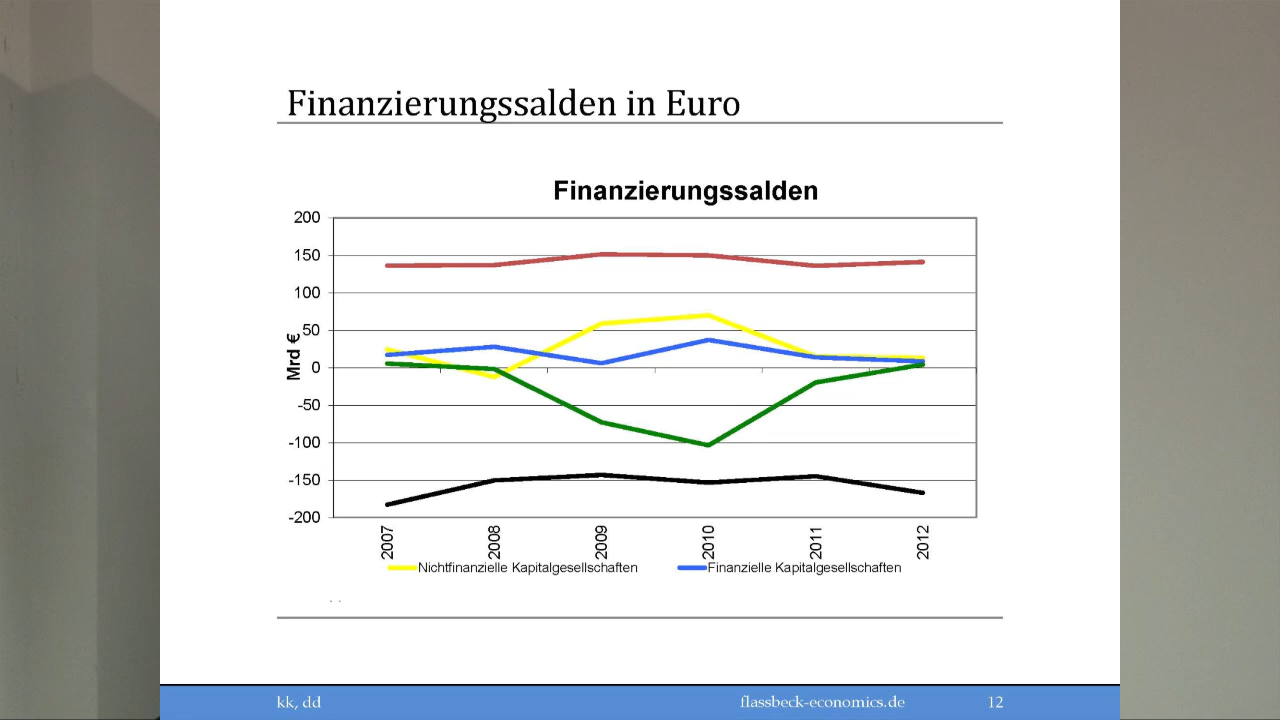 Finanzierungssalden in Euro
Finanzierungssalden
Mrd €
200
150
100
50
0
-50
-100
-150
-200
2007
2008
2009
2010
2011
2012
Nichtfinanzielle Kapitalgesellschaften
Finanzielle Kapitalgesellschaften
kk, dd
flassbeck-economics.de
12